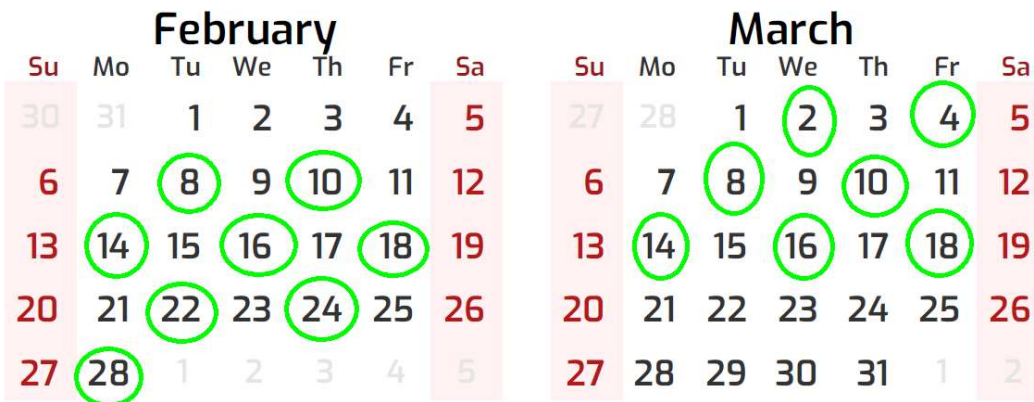 February
Su Mo Tu We Th Fr Sa
30 31 1 2 3 4 5
6 7 8 9 10 11 12
13 14 15 16 17 18 19
20 21 22 23 24 25 26
27 28 1 2 3 4 5
March
Su Mo Tu We Th Fr Sa
27 28 1 2 3 4 5
6 7 8 9 10 11 12
13 14 15 16 17 18 19
20 21 22 23 24 25 26
27 28 29 30 31 1 2